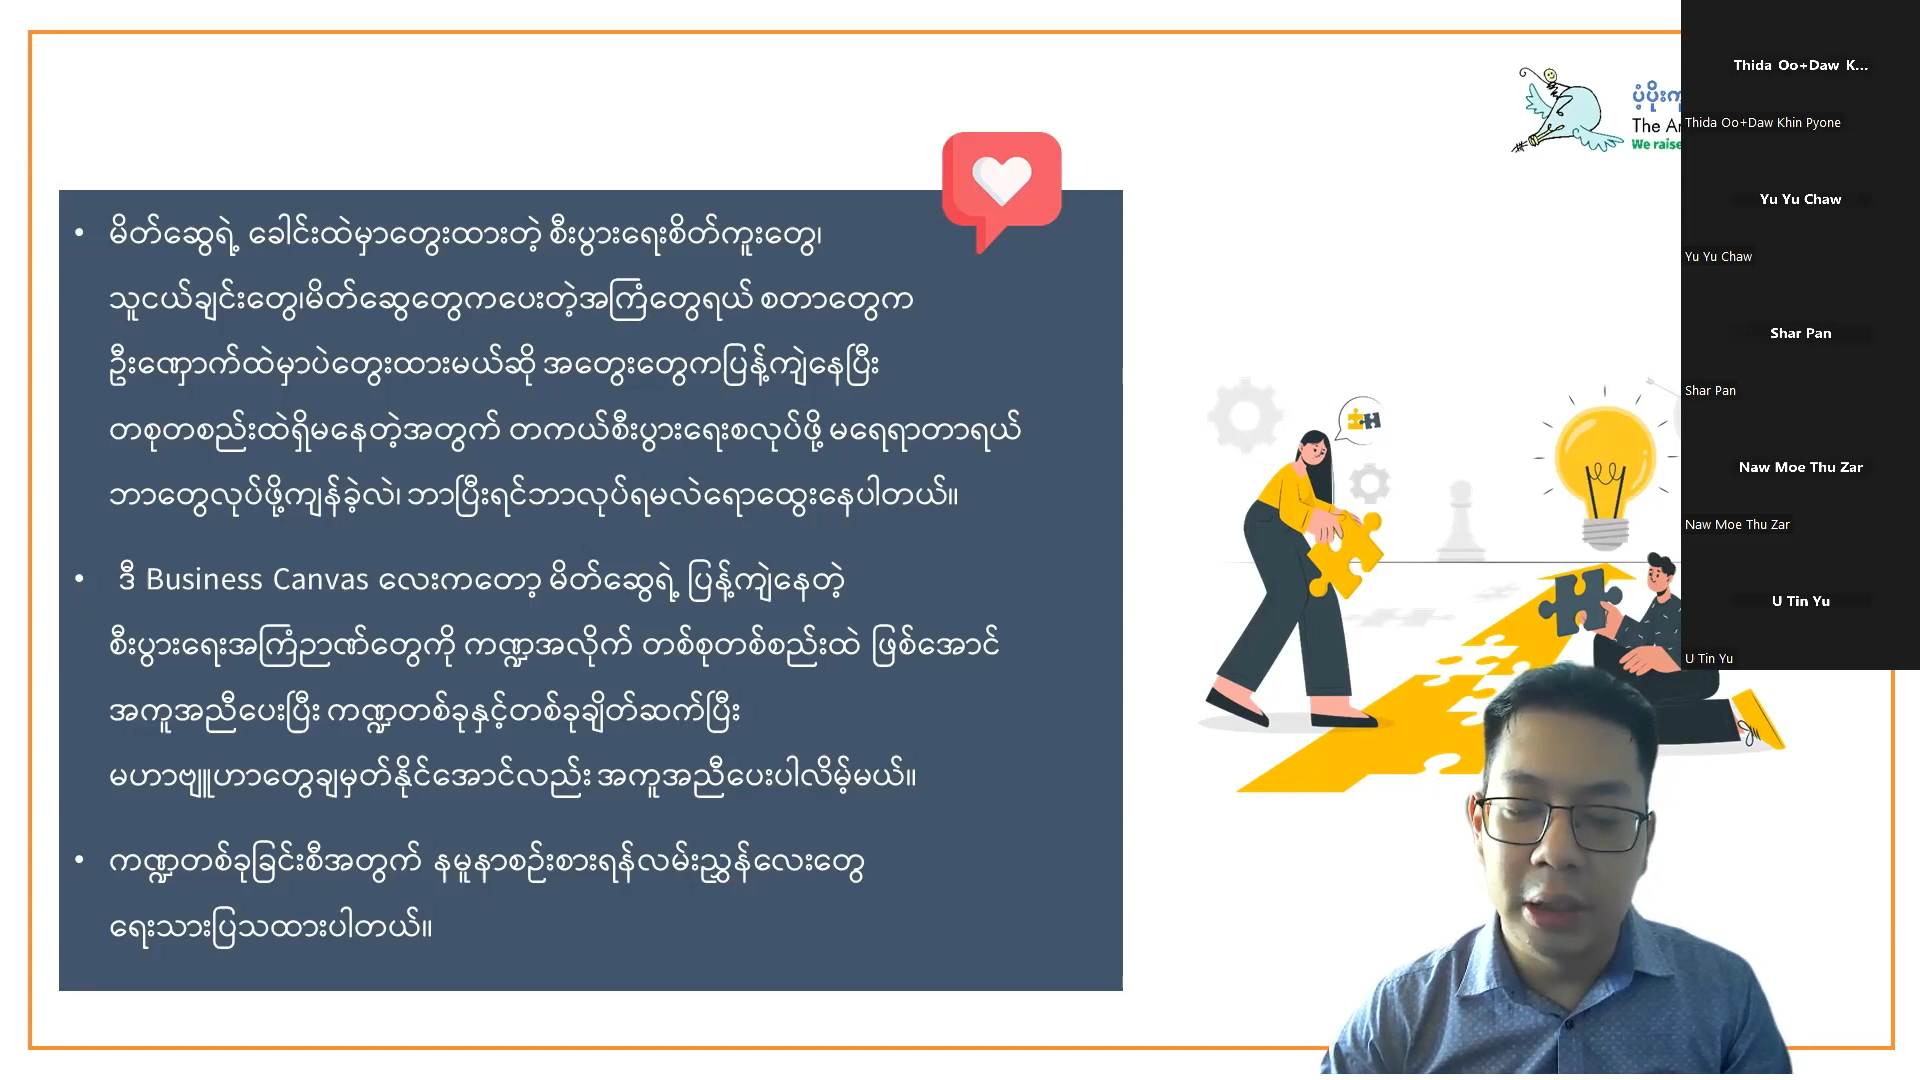 မိတ်ဆွေရဲ့ ခေါင်းထဲမှာတွေးထားတဲ့ စီးပွားရေးစိတ်ကူးတွေ၊
သူငယ်ချင်းတွေ၊မိတ်ဆွေတွေကပေးတဲ့အကြံတွေရယ် စတာတွေက
ဦးဏှောက်ထဲမှာပဲတွေးထားမယ်ဆို အတွေးတွေကပြန့်ကျဲနေပြီး
တစုတစည်းထဲရှိမနေတဲ့အတွက် တကယ်စီးပွားရေးစလုပ်ဖို့ မရေရာတာရယ်
ဘာတွေလုပ်ဖို့ကျန်ခဲ့လဲ၊ ဘာပြီးရင်ဘာလုပ်ရမလဲရောထွေးနေပါတယ်။
ဒီ Business Canvas လေးကတော့ မိတ်ဆွေရဲ့ ပြန့်ကျဲနေတဲ့
စီးပွားရေးအကြံဉာဏ်တွေကို ကဏ္ဍအလိုက် တစ်စုတစ်စည်းထဲ ဖြစ်အောင်
အကူအညီပေးပြီး ကဏ္ဍတစ်ခုနှင့်တစ်ခုချိတ်ဆက်ပြီး
မဟာဗျူဟာတွေချမှတ်နိုင်အောင်လည်း အကူအညီပေးပါလိမ့်မယ်။
ကဏ္ဍတစ်ခုခြင်းစီအတွက် နမူနာစဉ်းစားရန်လမ်းညွှန်လေးတွေ
ရေးသားပြသထားပါတယ်။
ပံ့ပိုး
The
We raise
Thida Oo+Daw K...
Thida Oo+Daw Khin Pyone
Yu Yu Chaw
Yu Yu Chaw
Shar Pan
Shar Pan
Naw Moe Thu Zar
Naw Moe Thu Zar
U Tin Yu
U Tin Yu